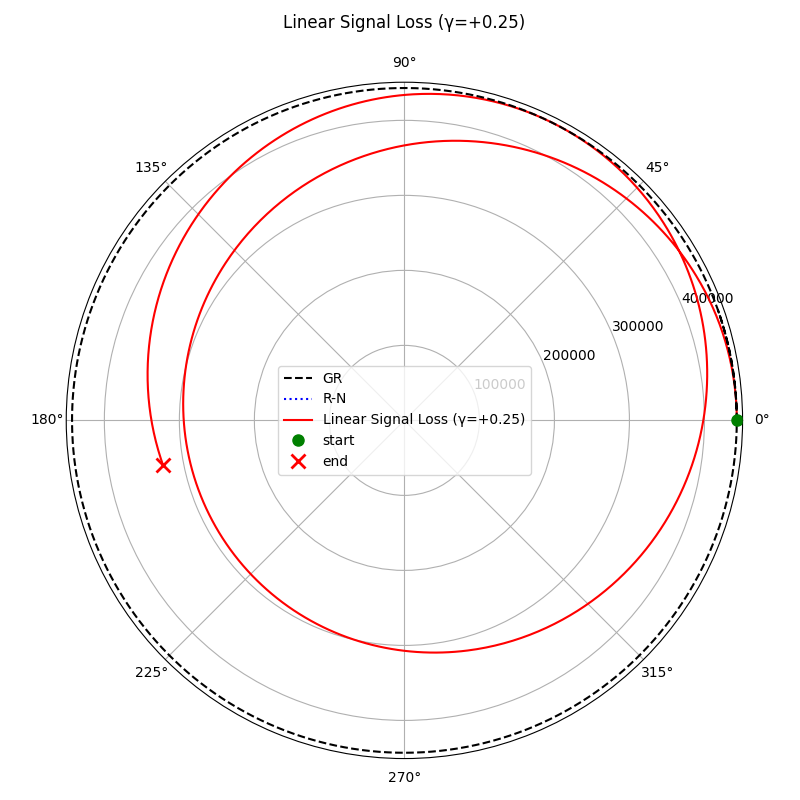 Linear Signal Loss (γ=+0.25)
90°
135°
45°
400000
300000
200000
100000
180°
0°
GR
R-N
Linear Signal Loss (γ=+0.25)
start
end
225°
315°
270°